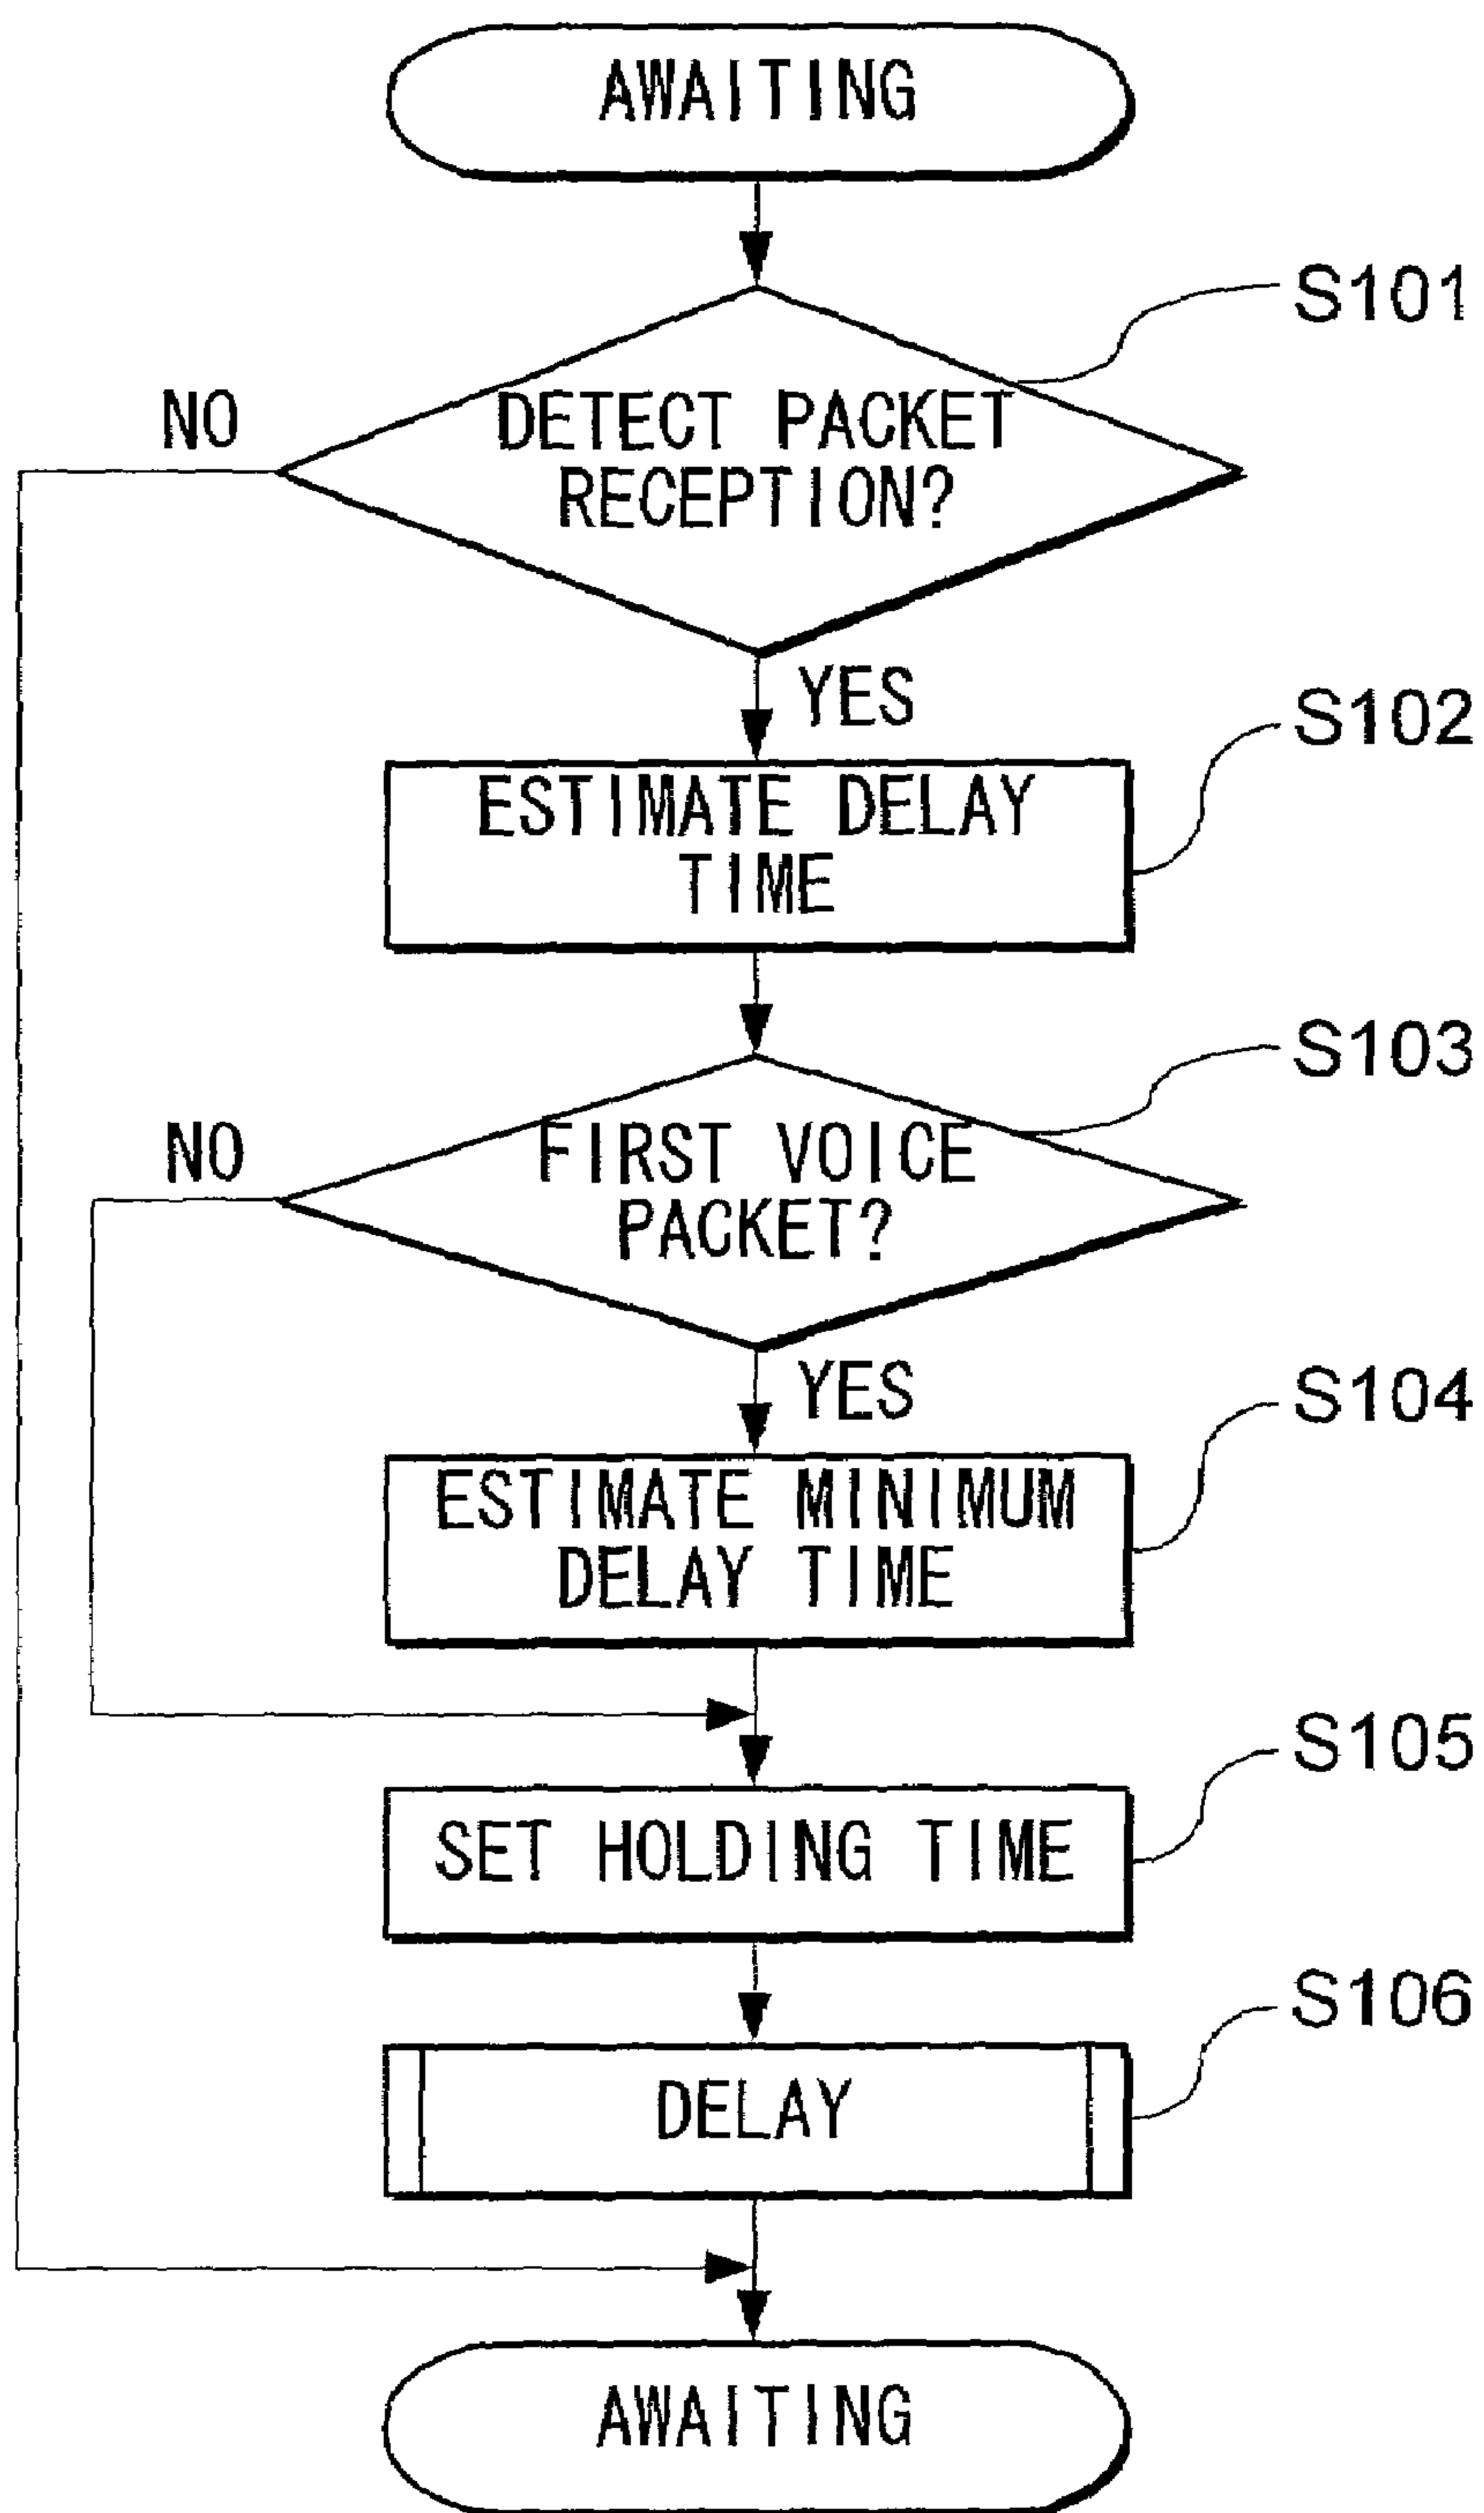 AWAITING
S101
NO
DETECT PACKET
RECEPTION?
YES
S102
ESTIMATE DELAY
TIME
S103
NO
FIRST VOICE
PACKET?
YES
S104
ESTIMATE MINIMUM
DELAY TIME
S105
SET HOLDING TIME
S106
DELAY
AWAITING